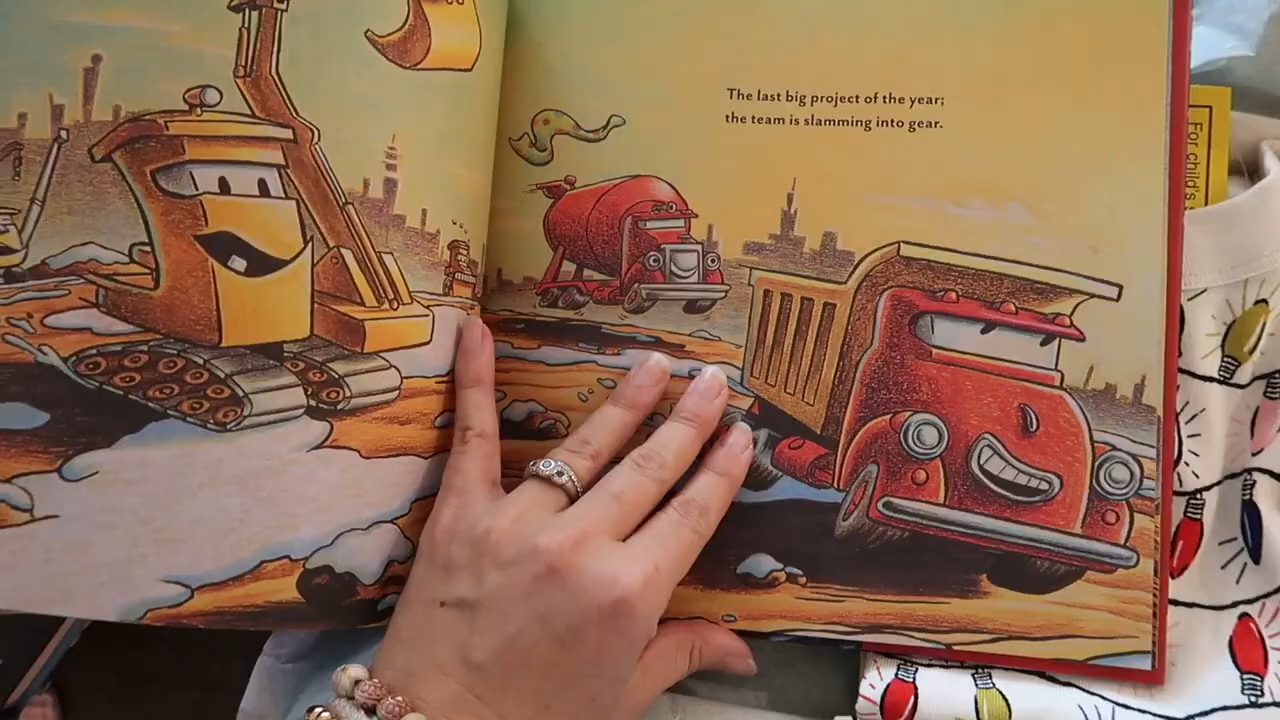 The last big project of the year;
the team is slamming into gear.
For child's